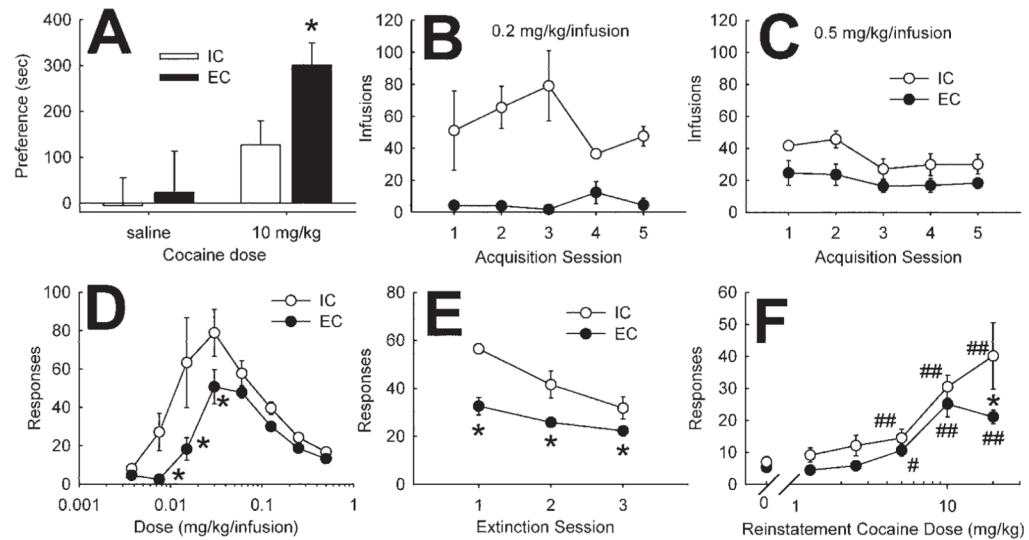 A
Preference (sec)
400
300
200
100
0
IC
EC
*
saline
10 mg/kg
Cocaine dose
B
0.2 mg/kg/infusion
Infusions
120
100
80
60
40
20
0
1 2 3 4 5
Acquisition Session
C
0.5 mg/kg/infusion
Infusions
120
100
80
60
40
20
0
IC
EC
1 2 3 4 5
Acquisition Session
D
Responses
100
80
60
40
20
0
IC
EC
*
*
*
0.001 0.01 0.1 1
Dose (mg/kg/infusion)
E
Responses
80
60
40
20
0
IC
EC
* * *
1 2 3
Extinction Session
F
Responses
60
50
40
30
20
10
0
##
##
*
##
##
##
#
0 1 10
Reinstatement Cocaine Dose (mg/kg)